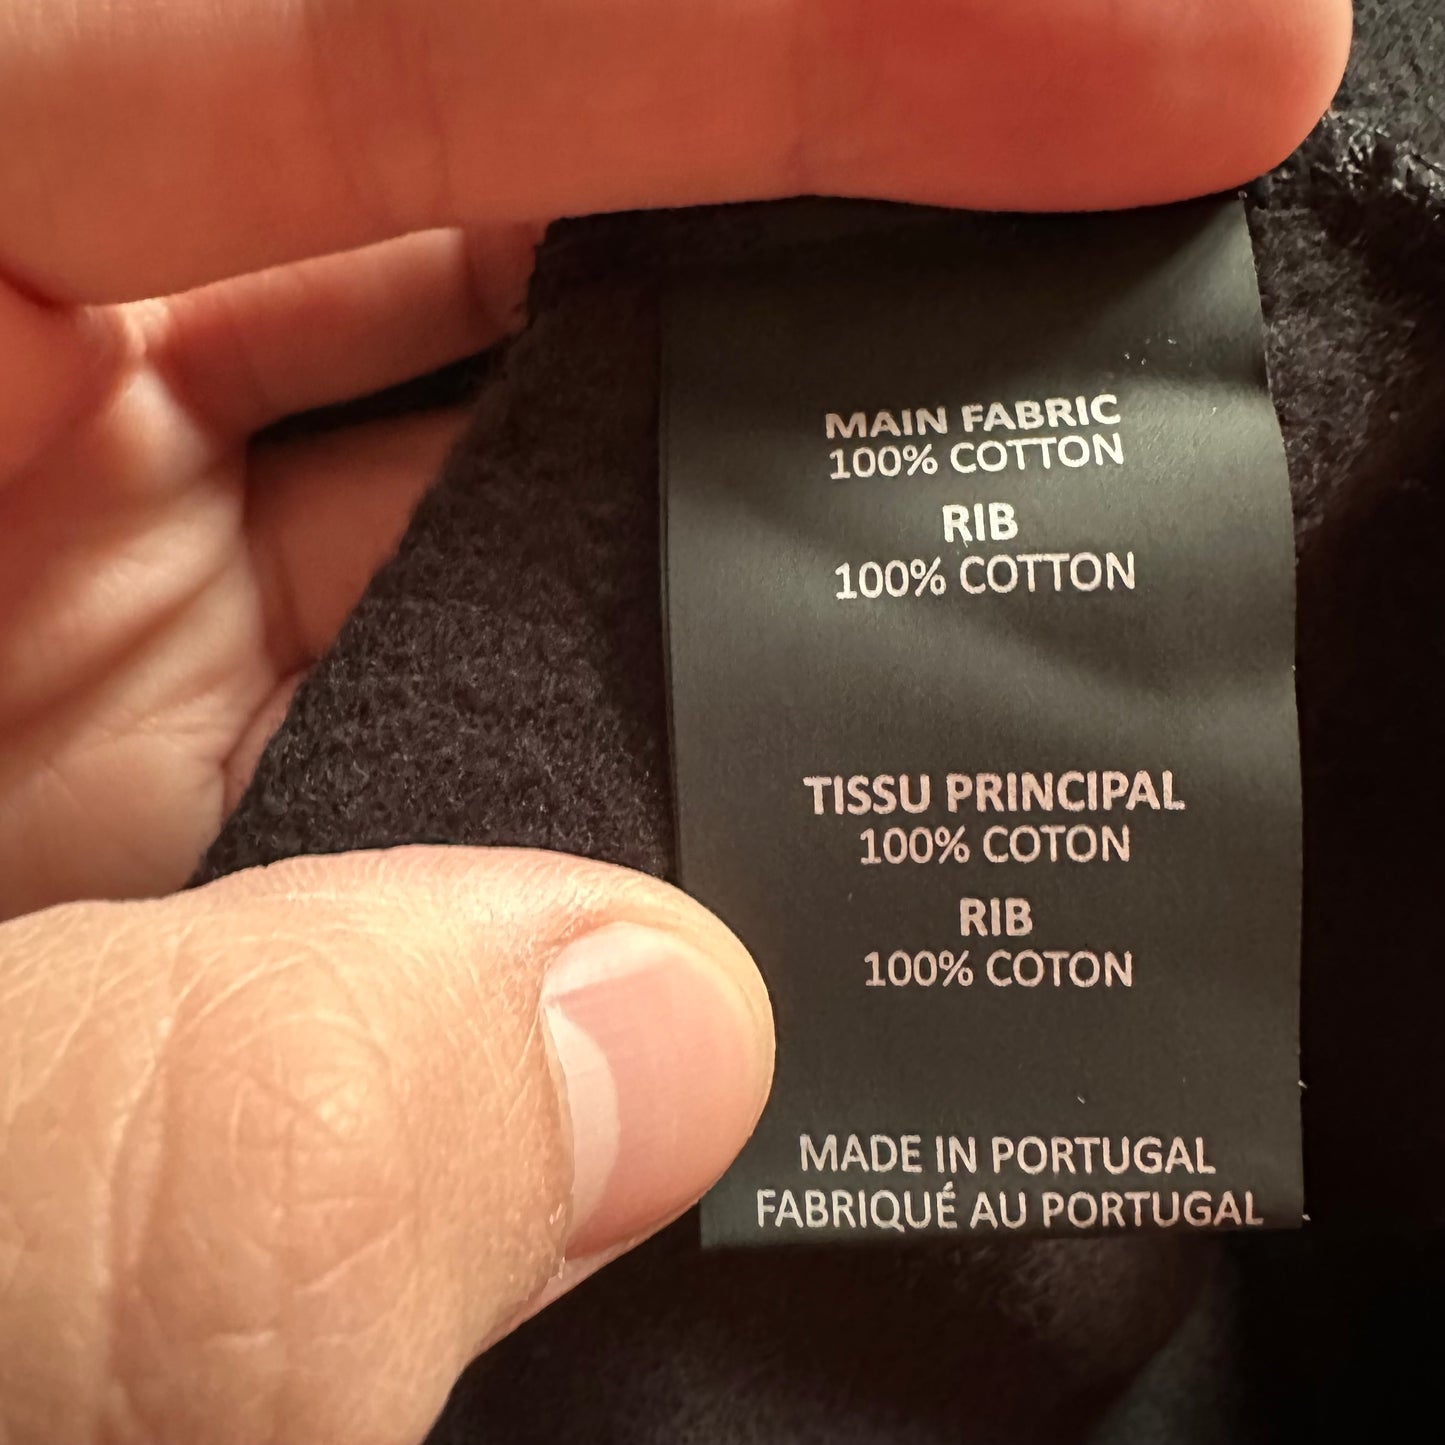 MAIN FABRIC
100% COTTON
RIB
100% COTTON
TISSU PRINCIPAL
100% COTON
RIB
100% COTON
MADE IN PORTUGAL
FABRIQUÉ AU PORTUGAL